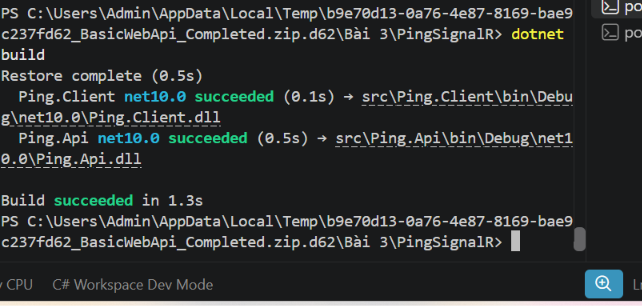 PS C:\Users\Admin\AppData\Local\Temp\b9e70d13-0a76-4e87-8169-bae9
c237fd62_BasicWebApi_Completed.zip.d62\Bài 3\PingSignalR> dotnet
build
Restore complete (0.5s)
  Ping.Client net10.0 succeeded (0.1s) → src\Ping.Client\bin\Debu
g\net10.0\Ping.Client.dll
  Ping.Api net10.0 succeeded (0.5s) → src\Ping.Api\bin\Debug\net1
0.0\Ping.Api.dll

Build succeeded in 1.3s
PS C:\Users\Admin\AppData\Local\Temp\b9e70d13-0a76-4e87-8169-bae9
c237fd62_BasicWebApi_Completed.zip.d62\Bài 3\PingSignalR>
po
po
y CPU C# Workspace Dev Mode